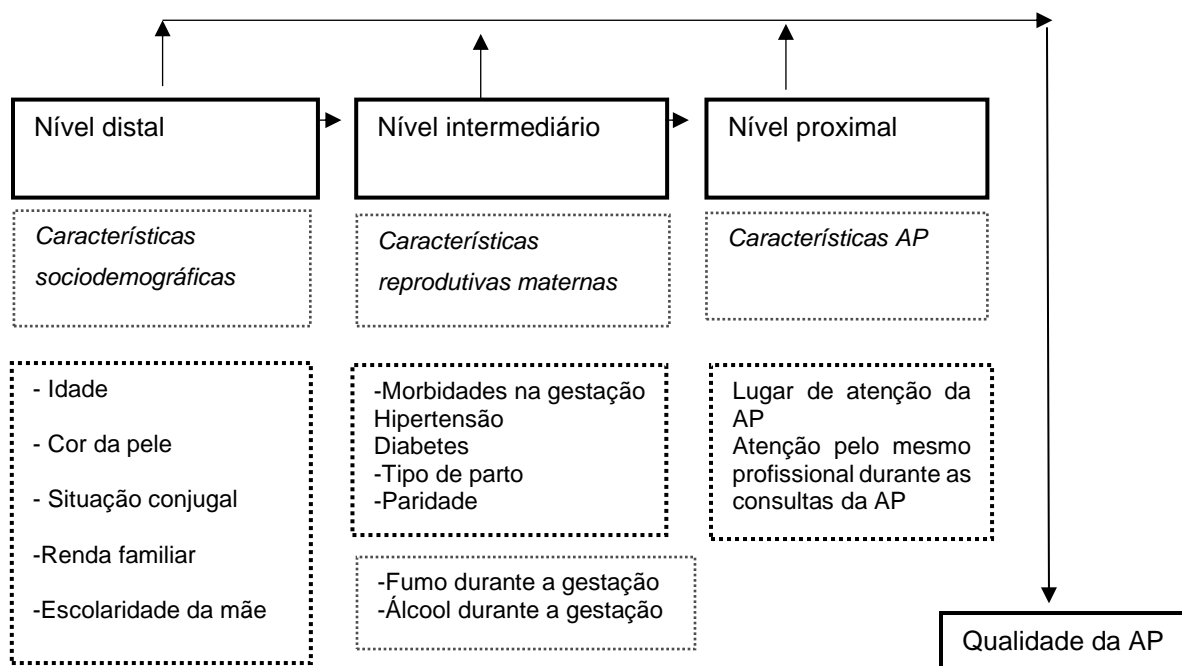 Nível distal
Nível intermediário
Nível proximal
Características
sociodemográficas
Características
reprodutivas maternas
Características AP
- Idade
- Cor da pele
- Situação conjugal
-Renda familiar
-Escolaridade da mãe
-Morbidades na gestação
Hipertensão
Diabetes
-Tipo de parto
-Paridade
-Fumo durante a gestação
-Álcool durante a gestação
Lugar de atenção da
AP
Atenção pelo mesmo
profissional durante as
consultas da AP
Qualidade da AP